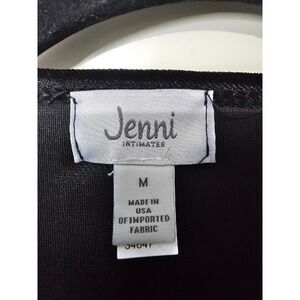 Jenni
INTIMATES
M
MADE IN
USA
OF IMPORTED
FABRIC